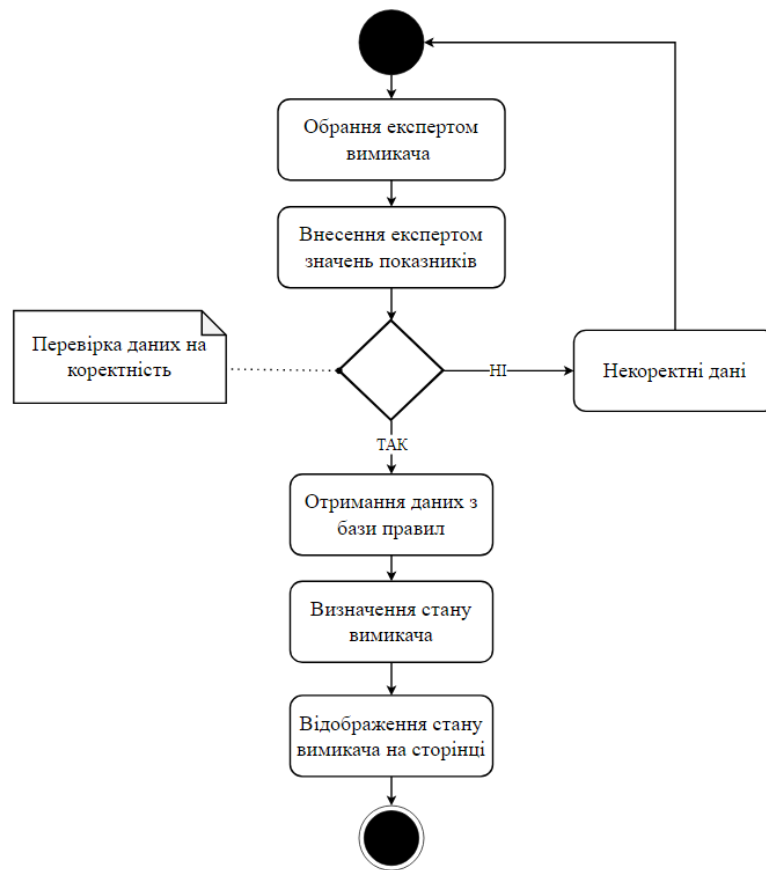 Обрання експертом
вимикача
Внесення експертом
значень показників
Перевірка даних на
коректність
НІ
Некоректні дані
ТАК
Отримання даних з
бази правил
Визначення стану
вимикача
Відображення стану
вимикача на сторінці